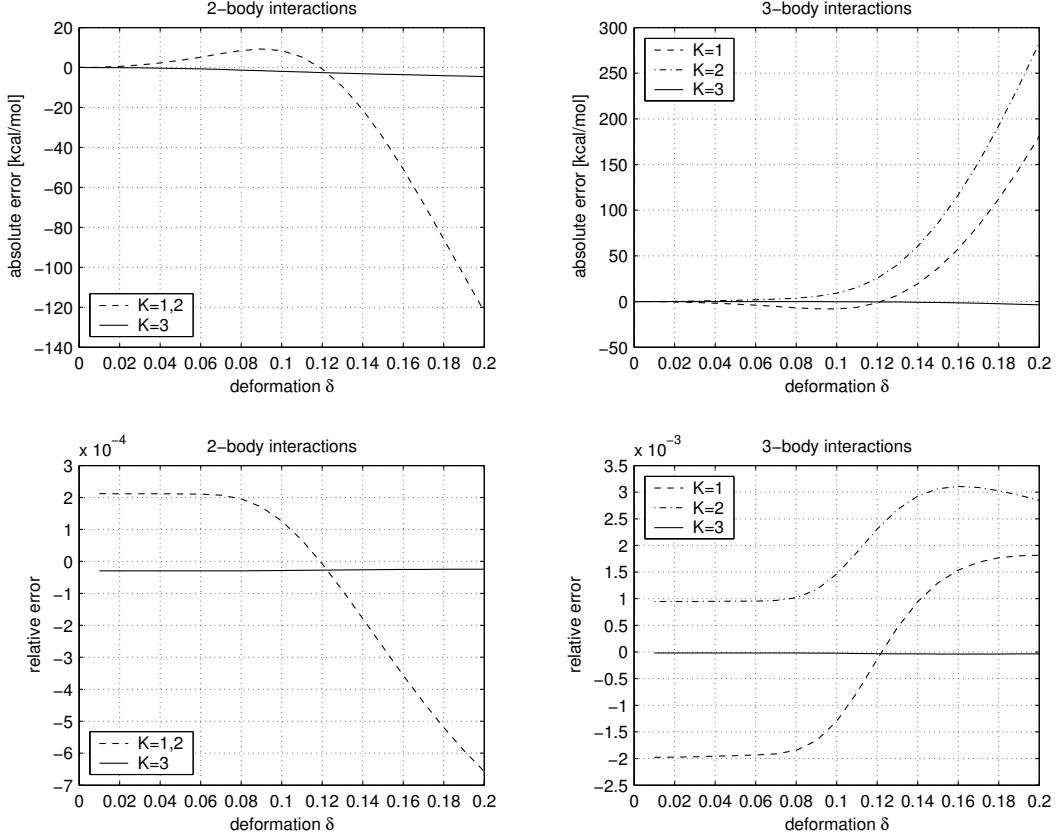 2−body interactions
absolute error [kcal/mol]
20
0
−20
−40
−60
−80
−100
−120
−140
K=1,2
K=3
0 0.02 0.04 0.06 0.08 0.1 0.12 0.14 0.16 0.18 0.2
deformation δ
3−body interactions
absolute error [kcal/mol]
300
250
200
150
100
50
0
−50
K=1
K=2
K=3
0 0.02 0.04 0.06 0.08 0.1 0.12 0.14 0.16 0.18 0.2
deformation δ
x 10⁻⁴
2−body interactions
relative error
3
2
1
0
−1
−2
−3
−4
−5
−6
−7
K=1,2
K=3
0 0.02 0.04 0.06 0.08 0.1 0.12 0.14 0.16 0.18 0.2
deformation δ
x 10⁻³
3−body interactions
relative error
3.5
3
2.5
2
1.5
1
0.5
0
−0.5
−1
−1.5
−2
−2.5
K=1
K=2
K=3
0 0.02 0.04 0.06 0.08 0.1 0.12 0.14 0.16 0.18 0.2
deformation δ